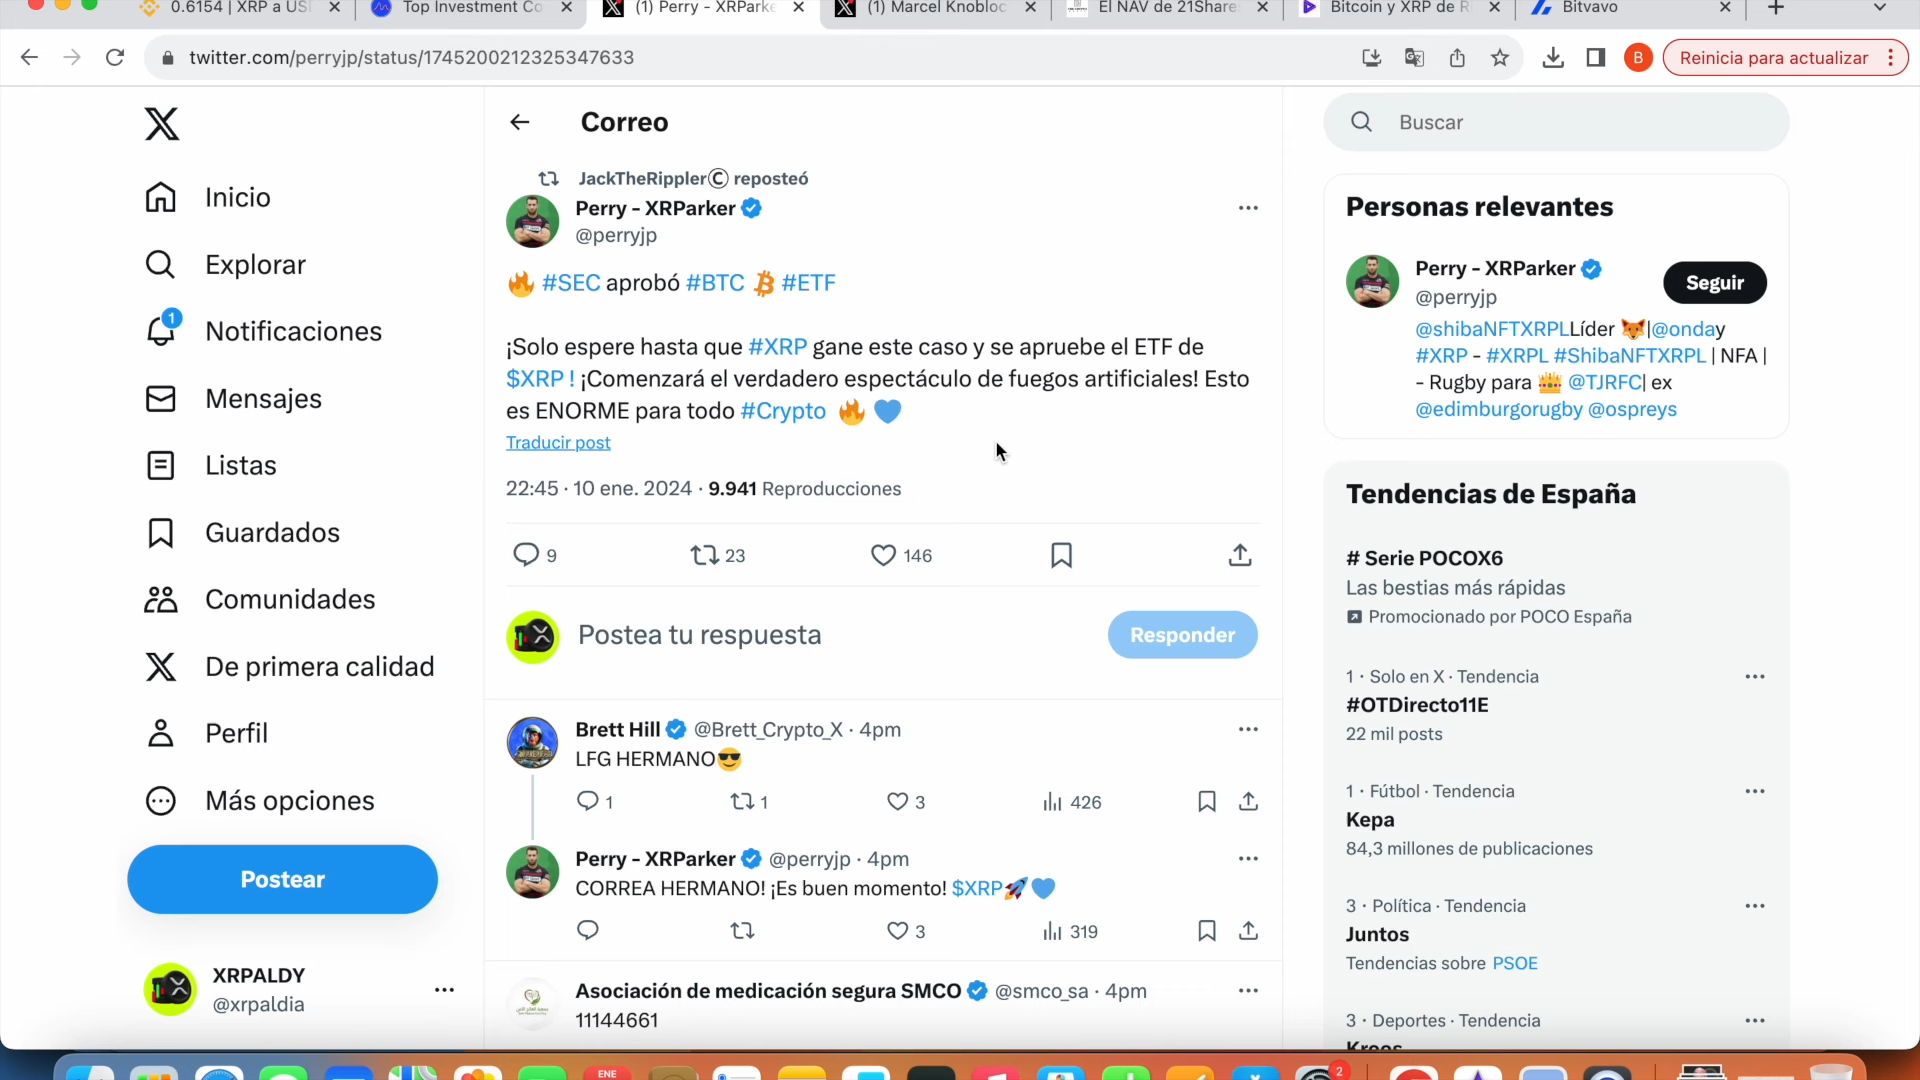 0.6154 | XRP a US
Top Investment Co
(1) Perry - XRParke
(1) Marcel Knobloc
El NAV de 21Share
Bitcoin y XRP de R
Bitvavo
twitter.com/perryjp/status/1745200212325347633
B
Reinicia para actualizar
Inicio
Explorar
1
Notificaciones
Mensajes
Listas
Guardados
Comunidades
De primera calidad
Perfil
Más opciones
Postear
XRPALDY
@xrpaldia
Correo
JackTheRippler©️ reposteó
Perry - XRParker
@perryjp
🔥 #SEC aprobó #BTC #ETF
¡Solo espere hasta que #XRP gane este caso y se apruebe el ETF de
$XRP ! ¡Comenzará el verdadero espectáculo de fuegos artificiales! Esto
es ENORME para todo #Crypto 🔥 💙
Traducir post
22:45 · 10 ene. 2024 · 9.941 Reproducciones
9 23 146
Postea tu respuesta
Responder
Brett Hill @Brett_Crypto_X · 4pm
LFG HERMANO😎
1 1 3 426
Perry - XRParker @perryjp · 4pm
CORREA HERMANO! ¡Es buen momento! $XRP🚀💙
3 319
Asociación de medicación segura SMCO @smco_sa · 4pm
11144661
Buscar
Personas relevantes
Perry - XRParker
@perryjp
Seguir
@shibaNFTXRPLLíder 🦊|@onday
#XRP - #XRPL #ShibaNFTXRPL | NFA |
- Rugby para 👑 @TJRFC| ex
@edimburgorugby @ospreys
Tendencias de España
# Serie POCOX6
Las bestias más rápidas
Promocionado por POCO España
1 · Solo en X · Tendencia
#OTDirecto11E
22 mil posts
1 · Fútbol · Tendencia
Kepa
84,3 millones de publicaciones
3 · Política · Tendencia
Juntos
Tendencias sobre PSOE
3 · Deportes · Tendencia
Kroos
ENE
2